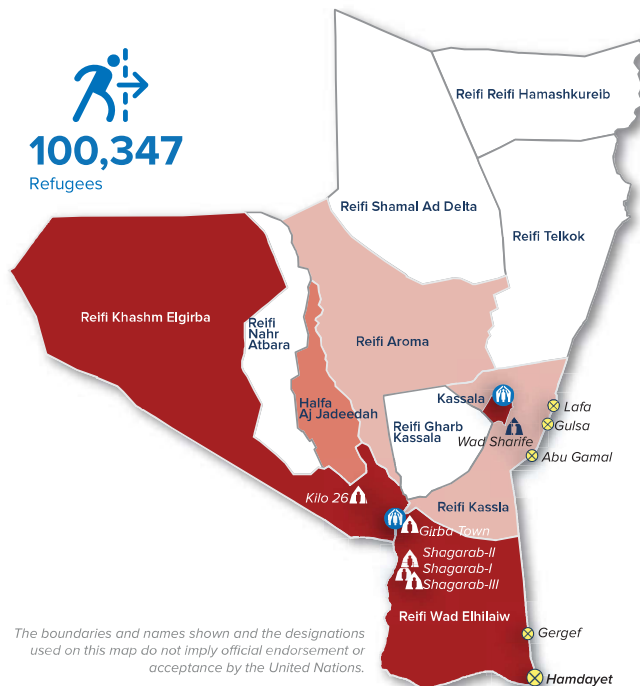 100,347
Refugees
Reifi Reifi Hamashkureib
Reifi Shamal Ad Delta
Reifi Telkok
Reifi Khashm Elgirba
Reifi
Nahr
Atbara
Reifi Aroma
Halfa
Aj Jadeedah
Kassala
Lafa
Gulsa
Reifi Gharb
Kassala
Wad Sharife
Abu Gamal
Kilo 26
Reifi Kassla
Girba Town
Shagarab-II
Shagarab-I
Shagarab-III
Reifi Wad Elhilaiw
Gergef
Hamdayet
The boundaries and names shown and the designations
used on this map do not imply official endorsement or
acceptance by the United Nations.